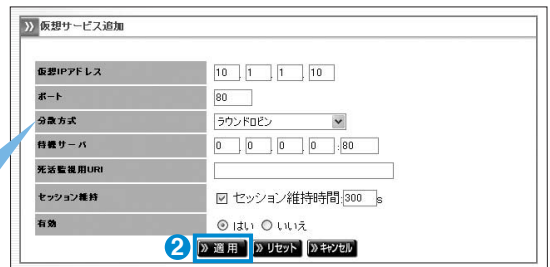 » 仮想サービス追加
仮想IPアドレス 10 . 1 . 1 . 10
ポート 80
分散方式 ラウンドロビン
待機サーバ 0 . 0 . 0 . 0 :80
死活監視用URI
セッション維持 セッション維持時間:300 s
有効 はい いいえ
2 » 適用 » リセット » キャンセル